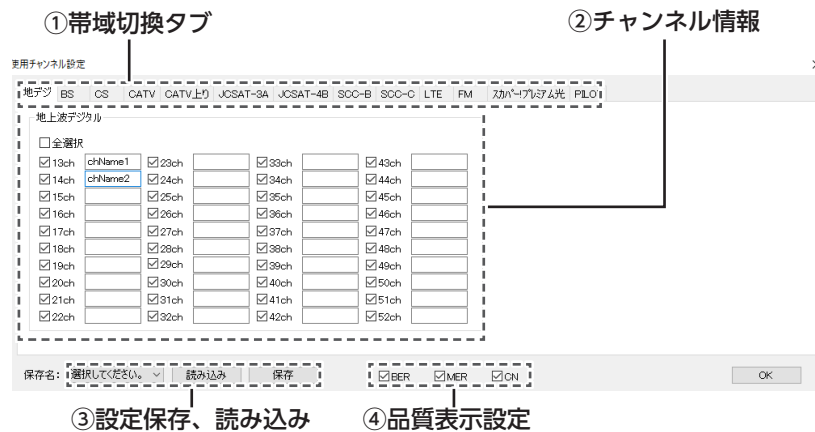 ①帯域切換タブ ②チャンネル情報
使用チャンネル設定
地デジ BS CS CATV CATV上り JCSAT-3A JCSAT-4B SCC-B SCC-C LTE FM スカパー!プレミアム光 PILOT
地上波デジタル
全選択
13ch chName1 23ch 33ch 43ch
14ch chName2 24ch 34ch 44ch
15ch 25ch 35ch 45ch
16ch 26ch 36ch 46ch
17ch 27ch 37ch 47ch
18ch 28ch 38ch 48ch
19ch 29ch 39ch 49ch
20ch 30ch 40ch 50ch
21ch 31ch 41ch 51ch
22ch 32ch 42ch 52ch
保存名: 選択してください。 読み込み 保存 BER MER CN OK
③設定保存、読み込み ④品質表示設定